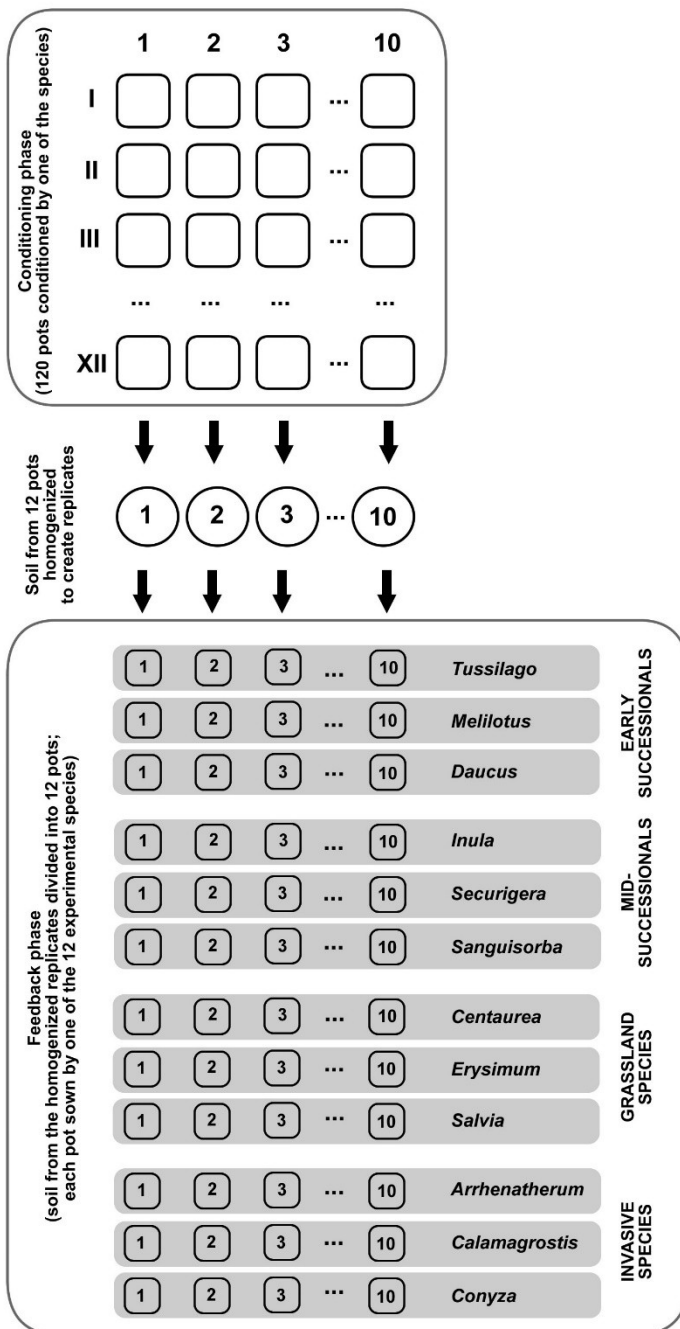 Conditioning phase
(120 pots conditioned by one of the species)
1 2 3 10
I ...
II ...
III ...
... ... ... ...
XII ...
Soil from 12 pots
homogenized
to create replicates
1 2 3 ... 10
Feedback phase
(soil from the homogenized replicates divided into 12 pots;
each pot sown by one of the 12 experimental species)
1 2 3 ... 10 Tussilago
1 2 3 ... 10 Melilotus
1 2 3 ... 10 Daucus
EARLY
SUCCESSIONALS
1 2 3 ... 10 Inula
1 2 3 ... 10 Securigera
1 2 3 ... 10 Sanguisorba
MID-
SUCCESSIONALS
1 2 3 ... 10 Centaurea
1 2 3 ... 10 Erysimum
1 2 3 ... 10 Salvia
GRASSLAND
SPECIES
1 2 3 ... 10 Arrhenatherum
1 2 3 ... 10 Calamagrostis
1 2 3 ... 10 Conyza
INVASIVE
SPECIES